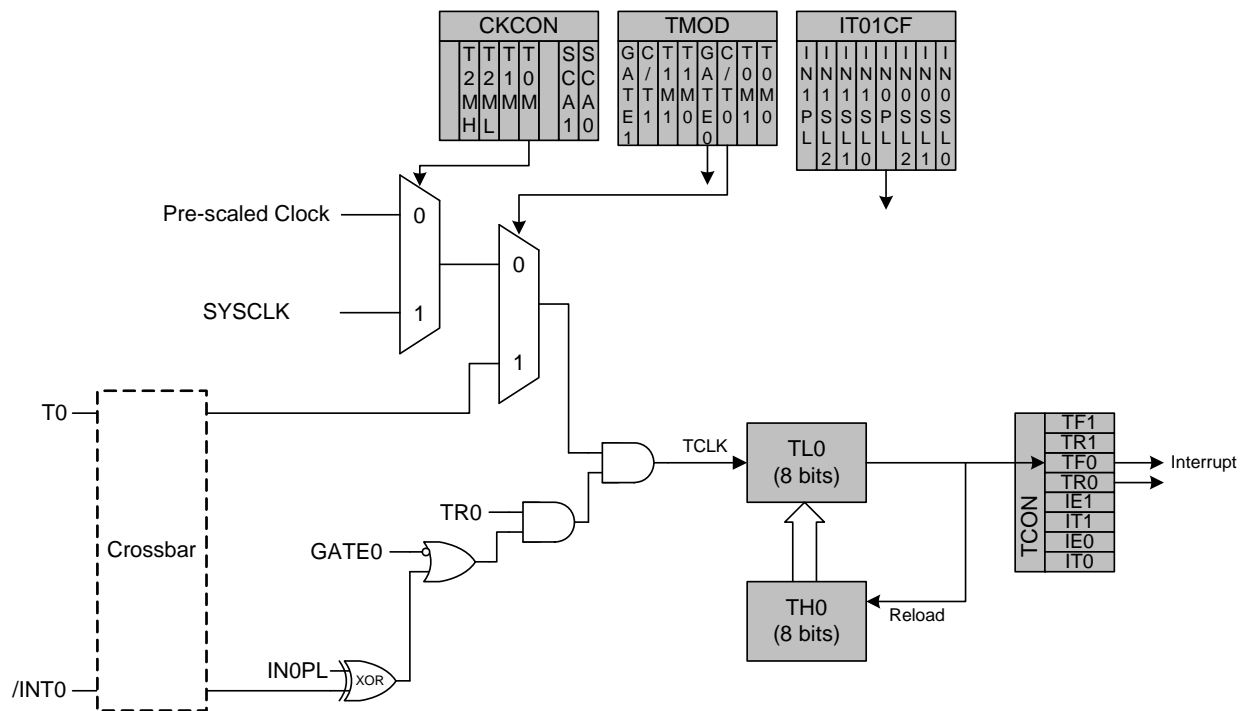 CKCON
T2MH
T2ML
T1M
T0M
SCA1
SCA0
TMOD
GATE1
C/T1
T1M1
T1M0
GATE0
C/T0
T0M1
T0M0
IT01CF
IN1PL
IN1SL2
IN1SL1
IN1SL0
IN0PL
IN0SL2
IN0SL1
IN0SL0
Pre-scaled Clock
0
SYSCLK
1
0
1
T0
Crossbar
/INT0
TR0
GATE0
IN0PL
XOR
TCLK
TL0
(8 bits)
TH0
(8 bits)
Reload
TCON
TF1
TR1
TF0
TR0
IE1
IT1
IE0
IT0
Interrupt